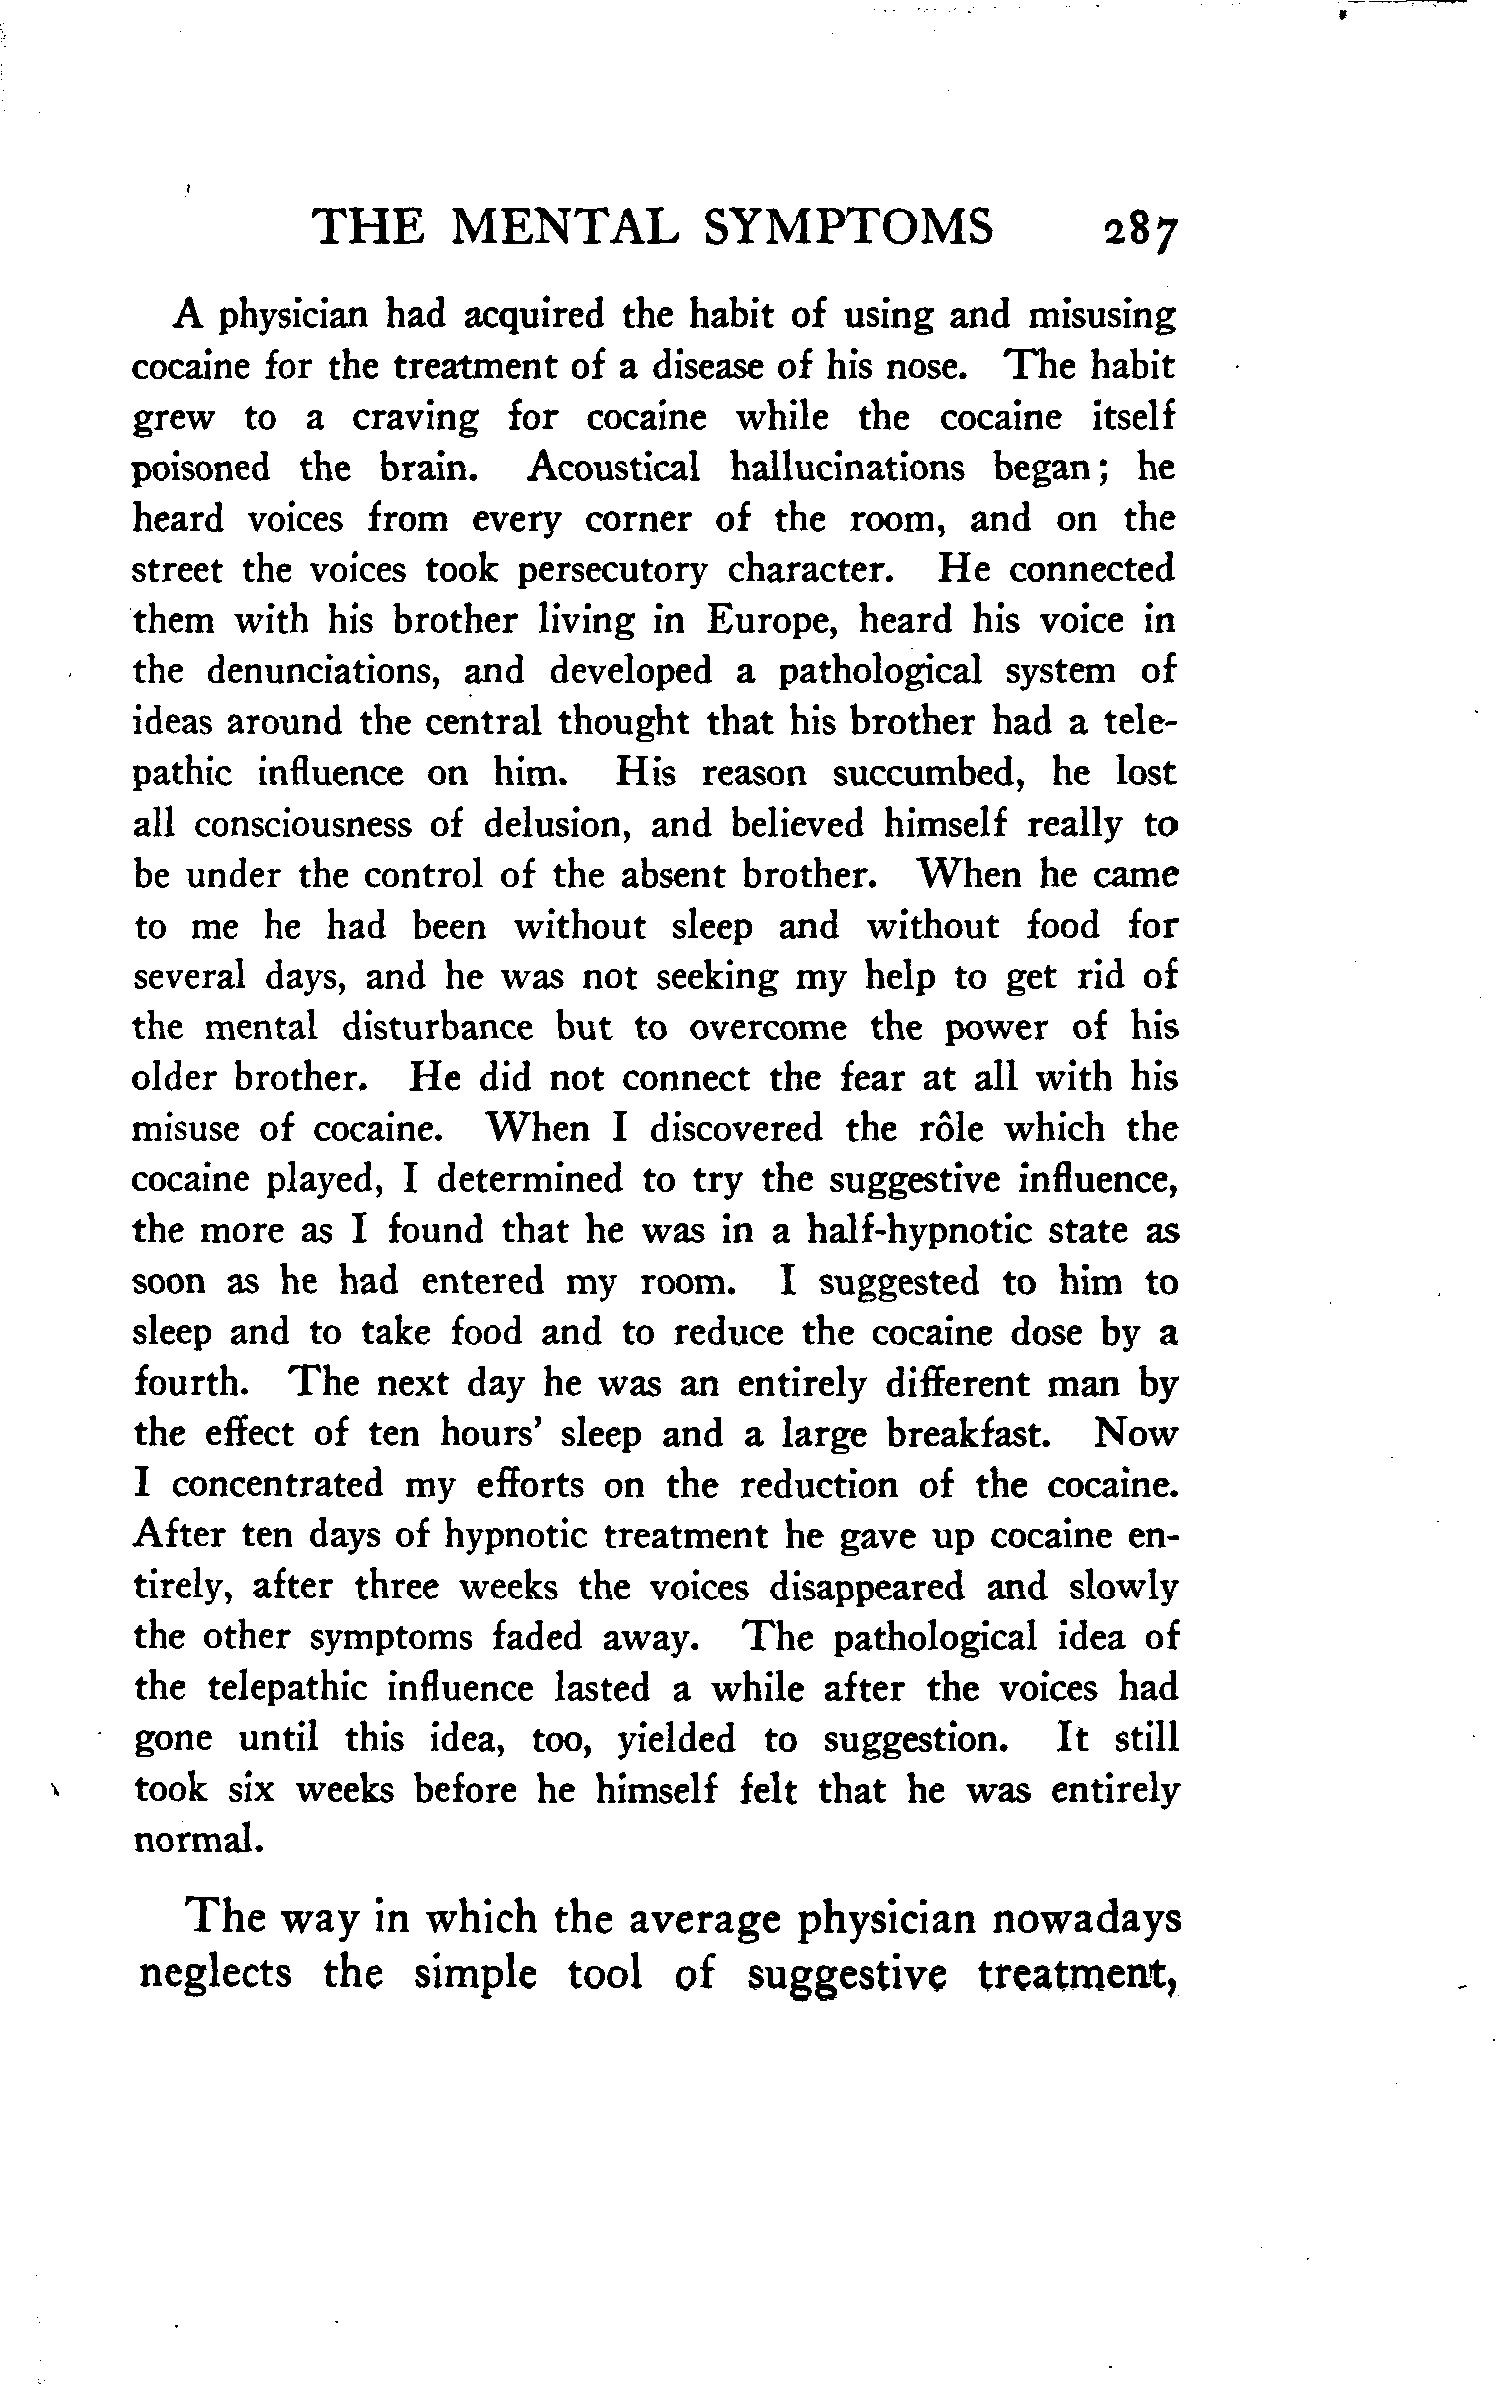 THE MENTAL SYMPTOMS 287
A physician had acquired the habit of using and misusing
cocaine for the treatment of a disease of his nose. The habit
grew to a craving for cocaine while the cocaine itself
poisoned the brain. Acoustical hallucinations began; he
heard voices from every corner of the room, and on the
street the voices took persecutory character. He connected
them with his brother living in Europe, heard his voice in
the denunciations, and developed a pathological system of
ideas around the central thought that his brother had a tele-
pathic influence on him. His reason succumbed, he lost
all consciousness of delusion, and believed himself really to
be under the control of the absent brother. When he came
to me he had been without sleep and without food for
several days, and he was not seeking my help to get rid of
the mental disturbance but to overcome the power of his
older brother. He did not connect the fear at all with his
misuse of cocaine. When I discovered the rôle which the
cocaine played, I determined to try the suggestive influence,
the more as I found that he was in a half-hypnotic state as
soon as he had entered my room. I suggested to him to
sleep and to take food and to reduce the cocaine dose by a
fourth. The next day he was an entirely different man by
the effect of ten hours' sleep and a large breakfast. Now
I concentrated my efforts on the reduction of the cocaine.
After ten days of hypnotic treatment he gave up cocaine en-
tirely, after three weeks the voices disappeared and slowly
the other symptoms faded away. The pathological idea of
the telepathic influence lasted a while after the voices had
gone until this idea, too, yielded to suggestion. It still
took six weeks before he himself felt that he was entirely
normal.
The way in which the average physician nowadays
neglects the simple tool of suggestive treatment,